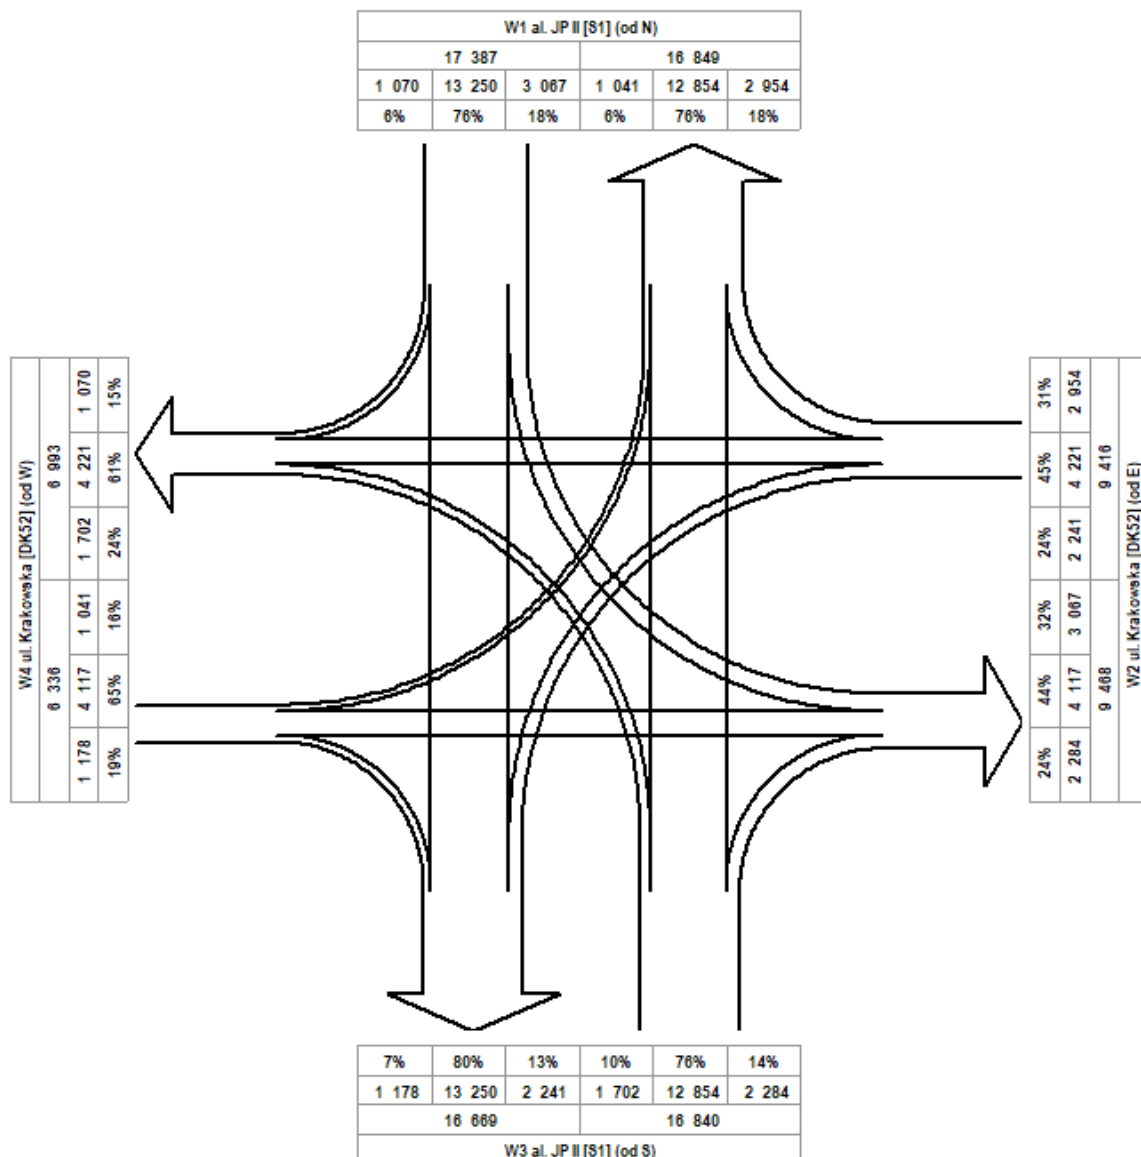 W1 al. JP II [S1] (od N)
17 387 16 849
1 070 13 250 3 067 1 041 12 854 2 954
6% 76% 18% 6% 76% 18%
W4 ul. Krakowska [DK52] (od W)
6 336 6 993
1 178 4 117 1 041 1 702 4 221 1 070
19% 65% 16% 24% 61% 15%
24% 44% 32% 24% 45% 31%
2 284 4 117 3 067 2 241 4 221 2 954
9 468 9 416
W2 ul. Krakowska [DK52] (od E)
7% 80% 13% 10% 76% 14%
1 178 13 250 2 241 1 702 12 854 2 284
16 669 16 840
W3 al. JP II [S1] (od S)